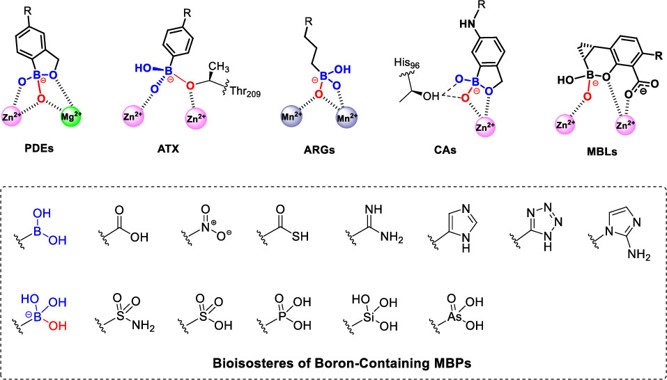 R
B
O
O
O
⊖
Zn2+
Mg2+
PDEs
R
HO
B
⊖
O
O
CH3
Thr209
Zn2+
Zn2+
ATX
R
B
OH
⊖
O
O
Mn2+
Mn2+
ARGs
R
HN
His96
OH
O
B
O
O
⊖
Zn2+
CAs
R
HO
B
O
⊖
O
O
O
⊖
Zn2+
Zn2+
MBLs
OH
B
OH
O
OH
O
N
⊕
O
⊖
O
SH
NH
NH2
N
N
H
N
N
N
N
H
N
N
NH2
HO
OH
⊖
B
OH
O
O
S
NH2
O
S
OH
O
OH
P
OH
HO
OH
Si
OH
O
OH
As
OH
Bioisosteres of Boron-Containing MBPs